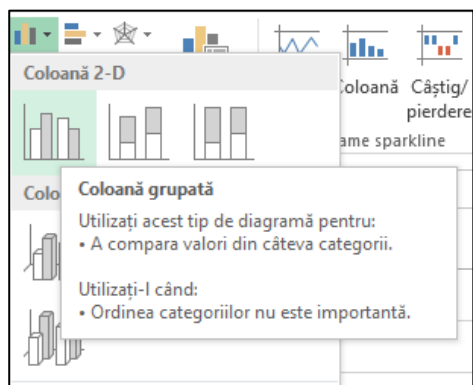 Coloană 2-D
Coloană
Câștig/
pierdere
ame sparkline
Colo
Coloană grupată
Utilizați acest tip de diagramă pentru:
• A compara valori din câteva categorii.
Utilizați-l când:
• Ordinea categoriilor nu este importantă.